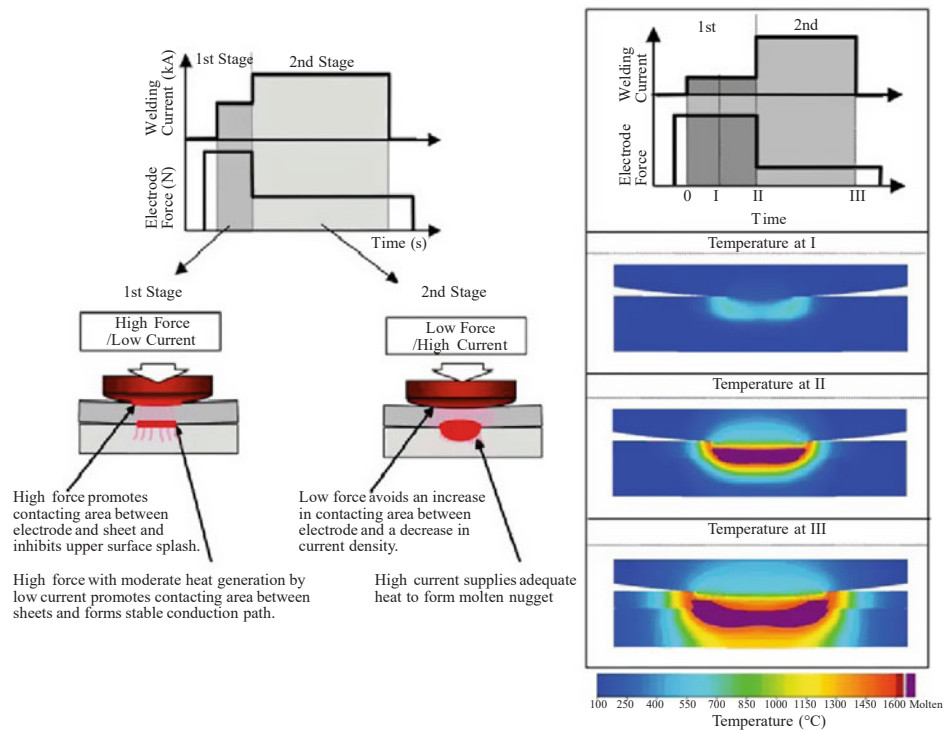 1st Stage
2nd Stage
Welding
Current (kA)
Electrode
Force (N)
Time (s)
1st Stage
High Force
/Low Current
2nd Stage
Low Force
/High Current
High force promotes
contacting area between
electrode and sheet and
inhibits upper surface splash.
Low force avoids an increase
in contacting area between
electrode and a decrease in
current density.
High force with moderate heat generation by
low current promotes contacting area between
sheets and forms stable conduction path.
High current supplies adequate
heat to form molten nugget
1st
2nd
Welding
Current
Electrode
Force
0
I
II
III
Time
Temperature at I
Temperature at II
Temperature at III
100 250 400 550 700 850 1000 1150 1300 1450 1600 Molten
Temperature (°C)